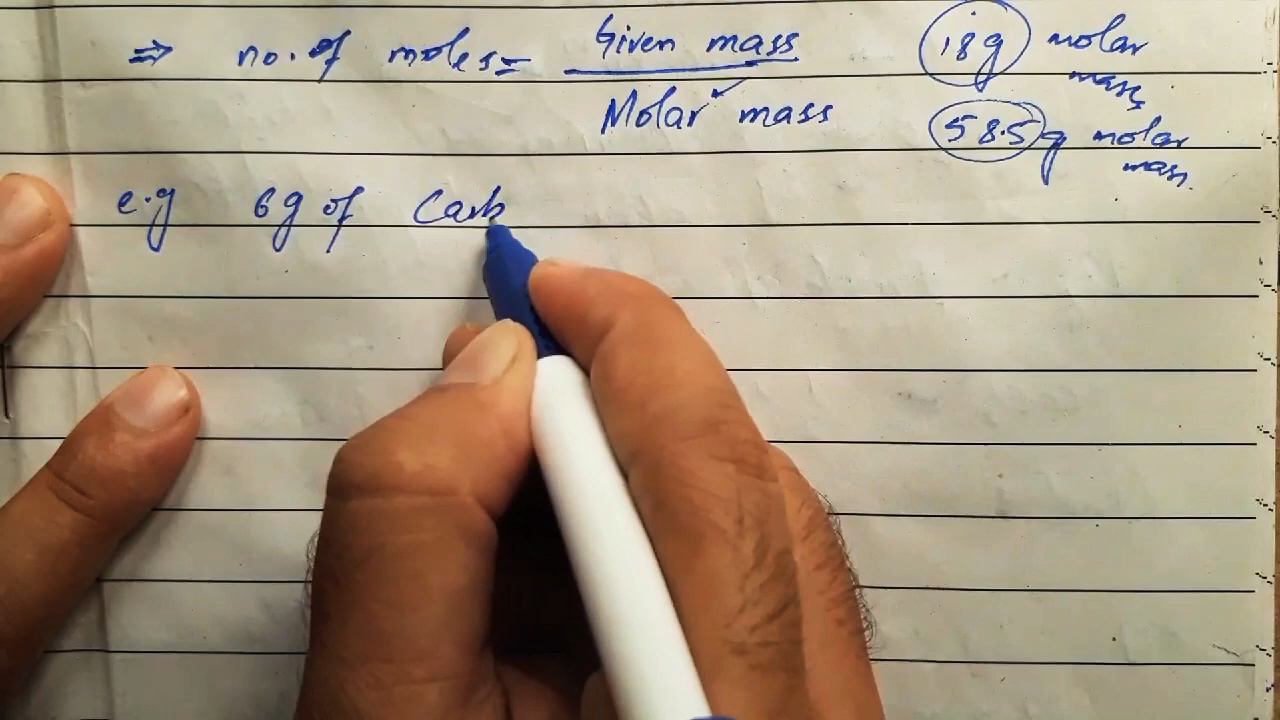 ⇒ no. of moles = Given mass
Molar mass
18g molar
mass
58.5g molar
mass.
e.g 6g of Carb